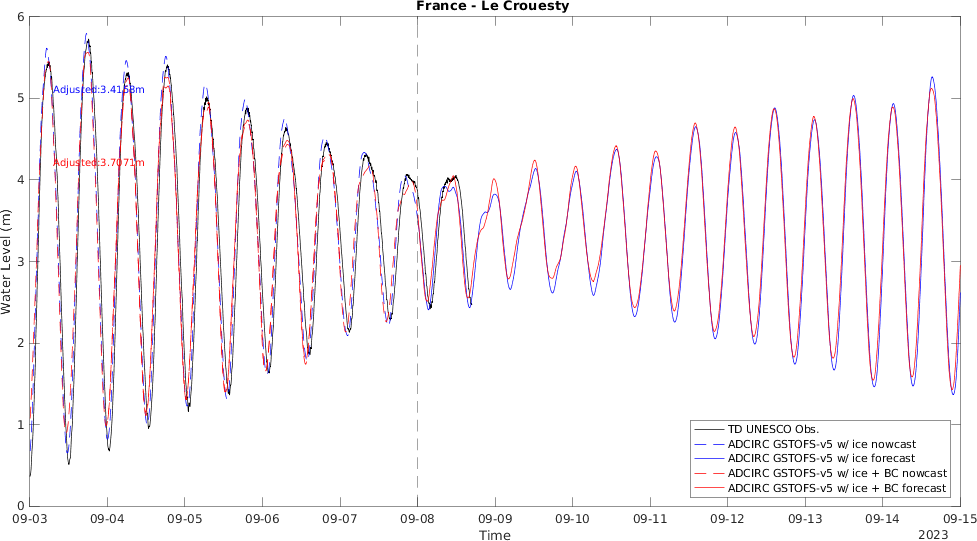 France - Le Crouesty
Water Level (m)
6
5
4
3
2
1
0
Adjusted:3.4158m
Adjusted:3.7071m
TD UNESCO Obs.
ADCIRC GSTOFS-v5 w/ ice nowcast
ADCIRC GSTOFS-v5 w/ ice forecast
ADCIRC GSTOFS-v5 w/ ice + BC nowcast
ADCIRC GSTOFS-v5 w/ ice + BC forecast
09-03 09-04 09-05 09-06 09-07 09-08 09-09 09-10 09-11 09-12 09-13 09-14 09-15
Time
2023